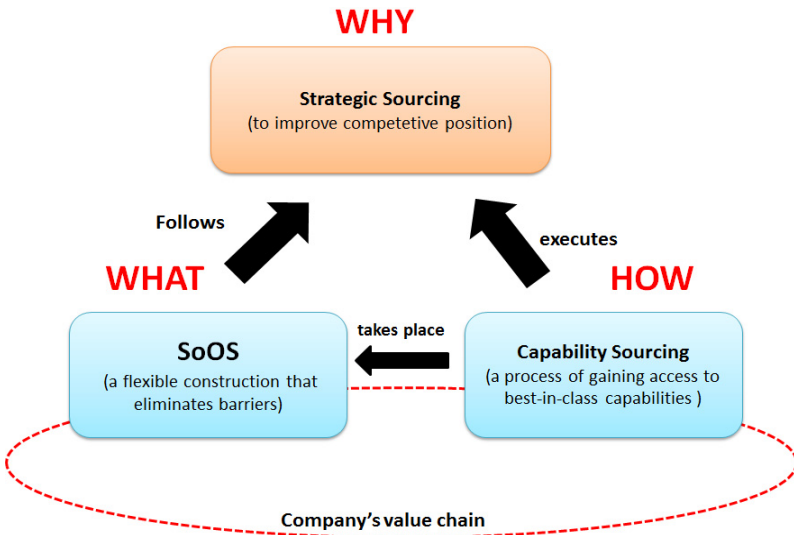 WHY
Strategic Sourcing
(to improve competetive position)
Follows
executes
WHAT
HOW
SoOS
(a flexible construction that
eliminates barriers)
takes place
Capability Sourcing
(a process of gaining access to
best-in-class capabilities )
Company's value chain